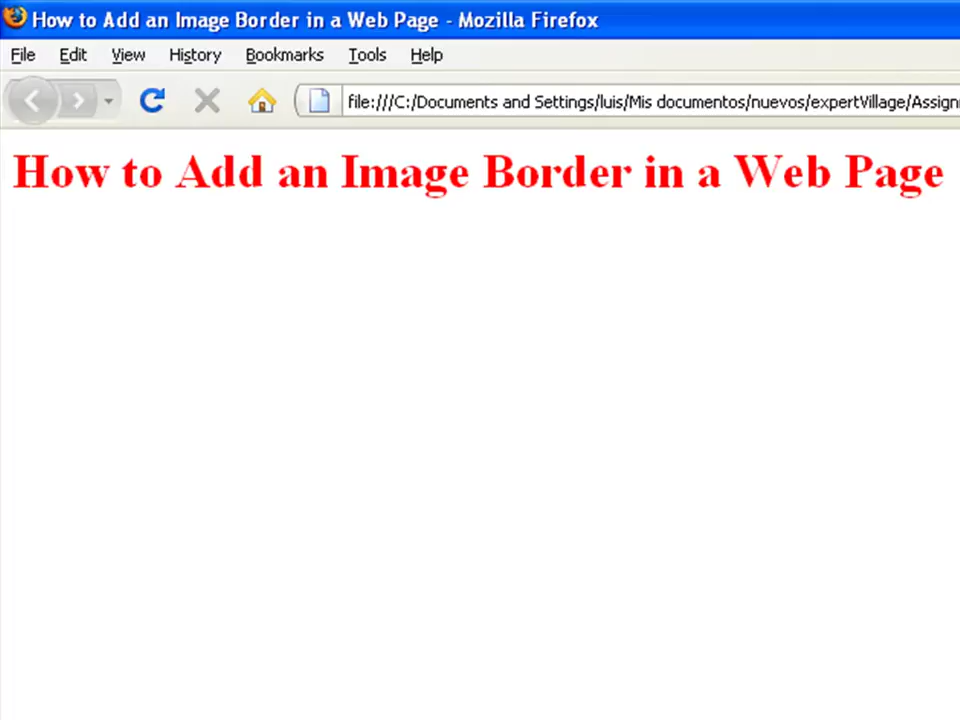 How to Add an Image Border in a Web Page - Mozilla Firefox
File Edit View History Bookmarks Tools Help
file:///C:/Documents and Settings/luis/Mis documentos/nuevos/expertVillage/Assign
How to Add an Image Border in a Web Page